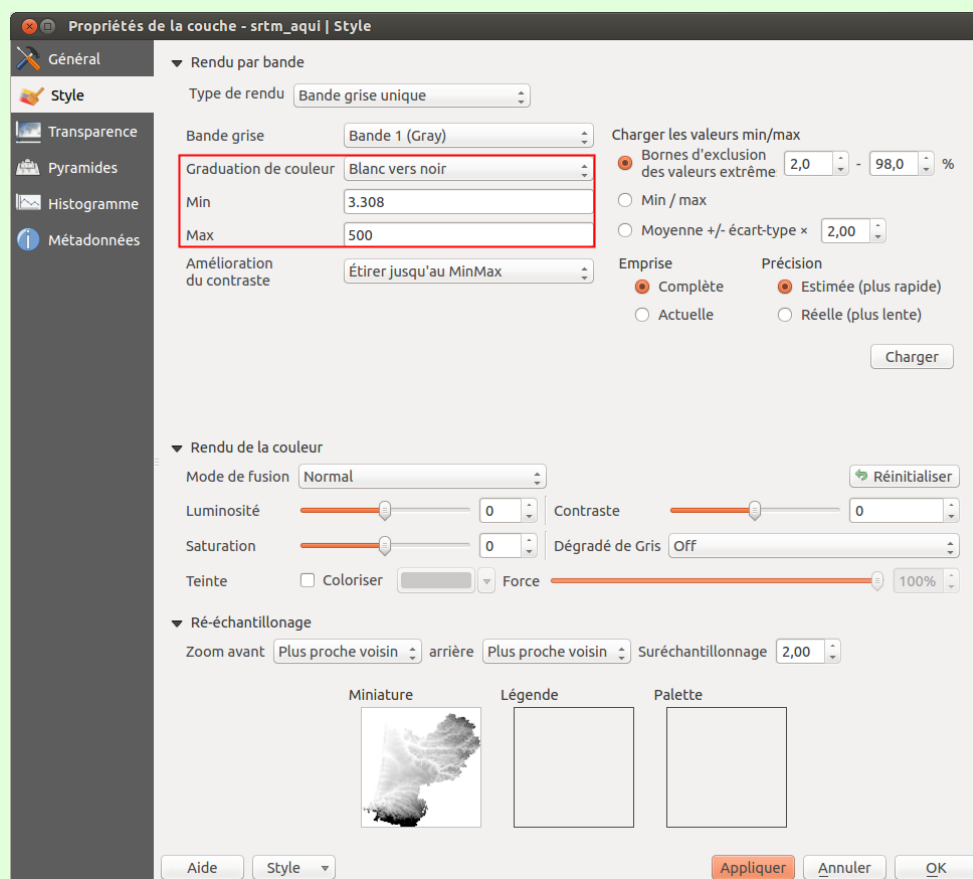 Propriétés de la couche - srtm_aqui | Style
Général
Style
Transparence
Pyramides
Histogramme
Métadonnées
Rendu par bande
Type de rendu Bande grise unique
Bande grise Bande 1 (Gray)
Graduation de couleur Blanc vers noir
Min 3.308
Max 500
Amélioration
du contraste Étirer jusqu'au MinMax
Charger les valeurs min/max
Bornes d'exclusion
des valeurs extrême 2,0 - 98,0 %
Min / max
Moyenne +/- écart-type × 2,00
Emprise Précision
Complète Estimée (plus rapide)
Actuelle Réelle (plus lente)
Charger
Rendu de la couleur
Mode de fusion Normal Réinitialiser
Luminosité 0 Contraste 0
Saturation 0 Dégradé de Gris Off
Teinte Coloriser Force 100%
Ré-échantillonage
Zoom avant Plus proche voisin arrière Plus proche voisin Suréchantillonnage 2,00
Miniature Légende Palette
Aide Style Appliquer Annuler OK